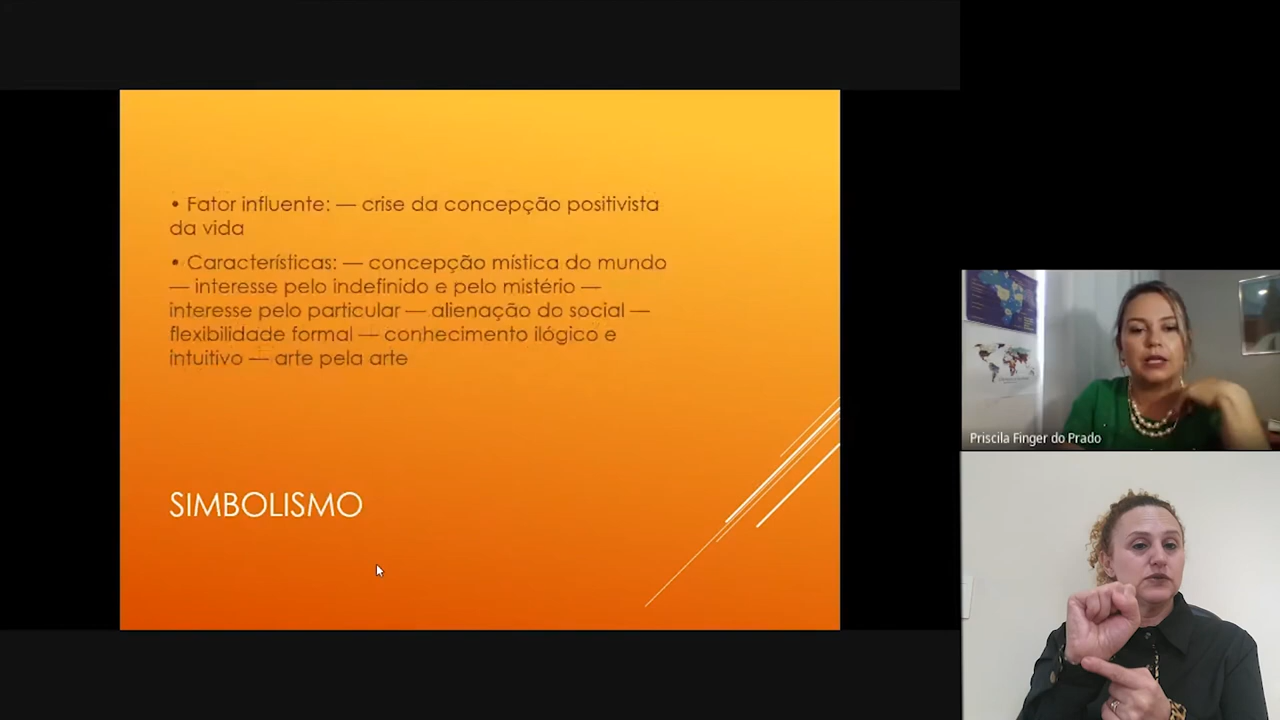 • Fator influente: — crise da concepção positivista
da vida
• Características: — concepção mística do mundo
— interesse pelo indefinido e pelo mistério —
interesse pelo particular — alienação do social —
flexibilidade formal — conhecimento ilógico e
intuitivo — arte pela arte
SIMBOLISMO
Priscila Finger do Prado